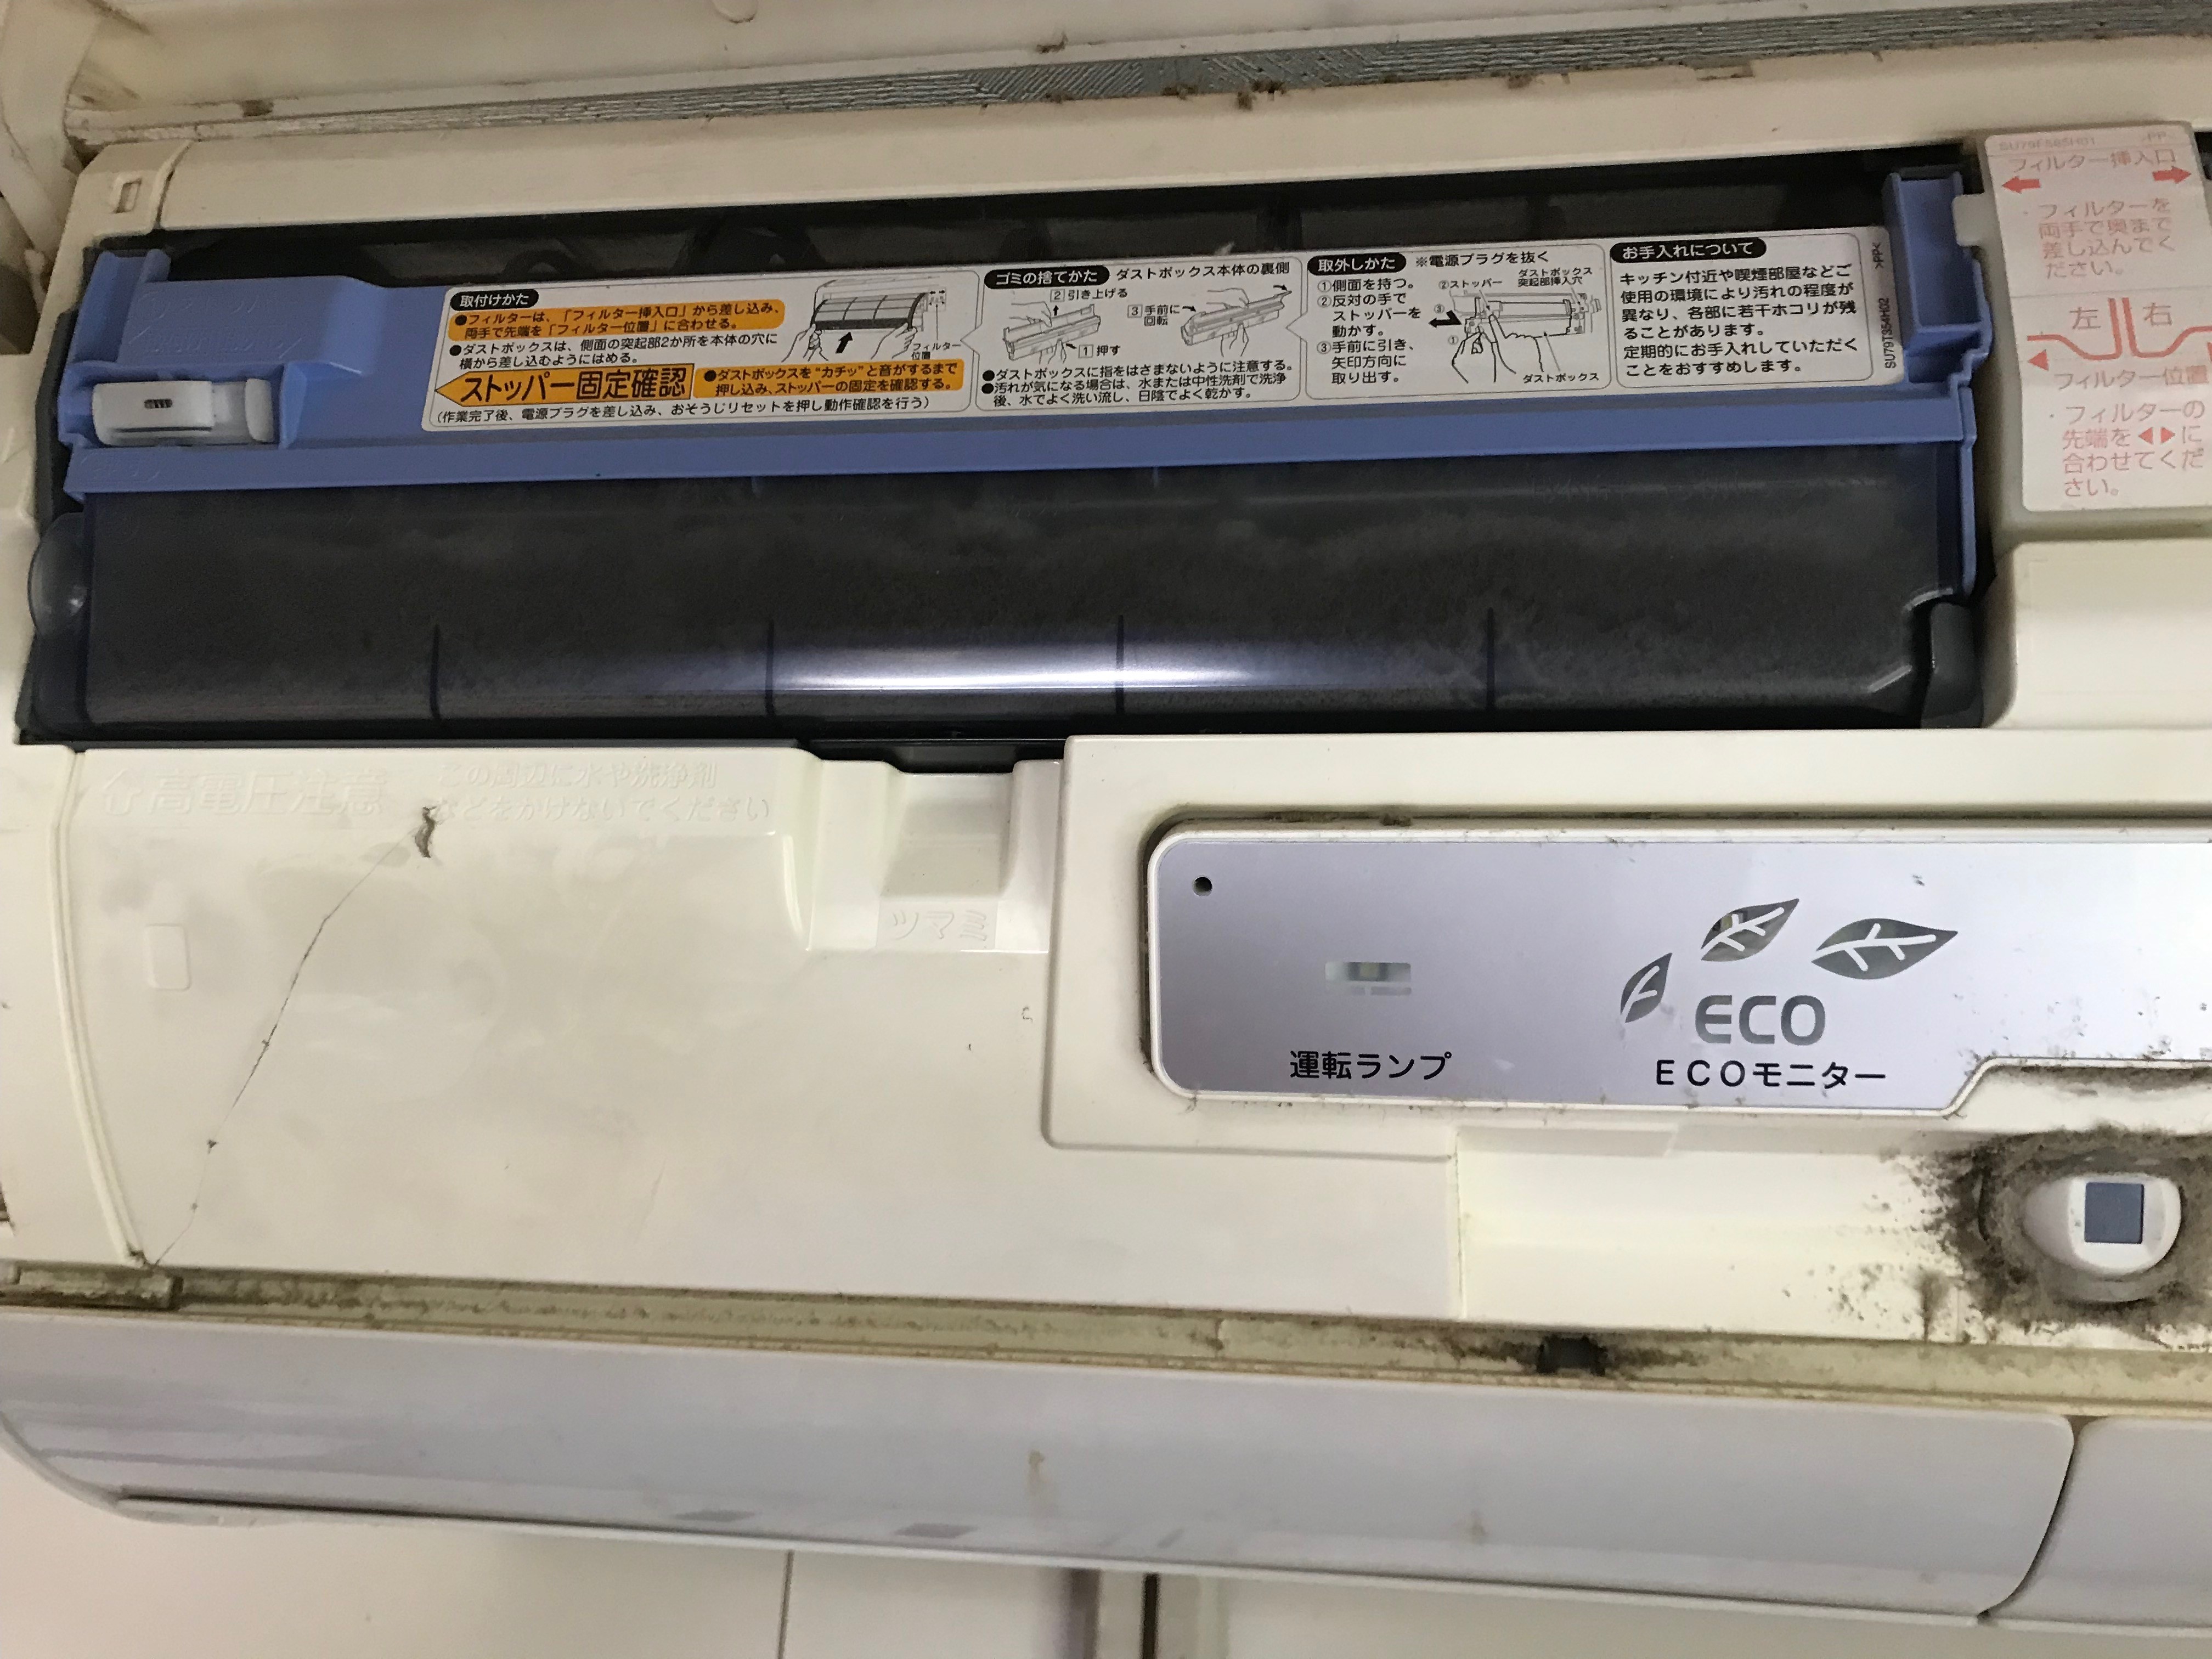 取付けかた
●フィルターは、「フィルター挿入口」から差し込み、
両手で先端を「フィルター位置」に合わせる。
●ダストボックスは、側面の突起部2か所を本体の穴に
横から差し込むようにはめる。
フィルター
位置
ストッパー固定確認
●ダストボックスを“カチッ”と音がするまで
押し込み、ストッパーの固定を確認する。
(作業完了後、電源プラグを差し込み、おそうじリセットを押し動作確認を行う)
ゴミの捨てかた ダストボックス本体の裏側
2 引き上げる
3 手前に
回転
1 押す
●ダストボックスに指をはさまないように注意する。
●汚れが気になる場合は、水または中性洗剤で洗浄
後、水でよく洗い流し、日陰でよく乾かす。
取外しかた ※電源プラグを抜く
①側面を持つ。
②反対の手で
ストッパーを
動かす。
③手前に引き、
矢印方向に
取り出す。
②ストッパー
ダストボックス
突起部挿入穴
③
①
ダストボックス
お手入れについて
キッチン付近や喫煙部屋などご
使用の環境により汚れの程度が
異なり、各部に若干ホコリが残
ることがあります。
定期的にお手入れしていただく
ことをおすすめします。
>PP<
SU79T354H02
フィルター挿入口
・フィルターを
両手で奥まで
差し込んでく
ださい。
左 右
フィルター位置
・フィルターの
先端を◀▶に
合わせてくだ
さい。
高電圧注意
この周辺に水や洗浄剤
などをかけないでください
ツマミ
運転ランプ
ECO
ECOモニター